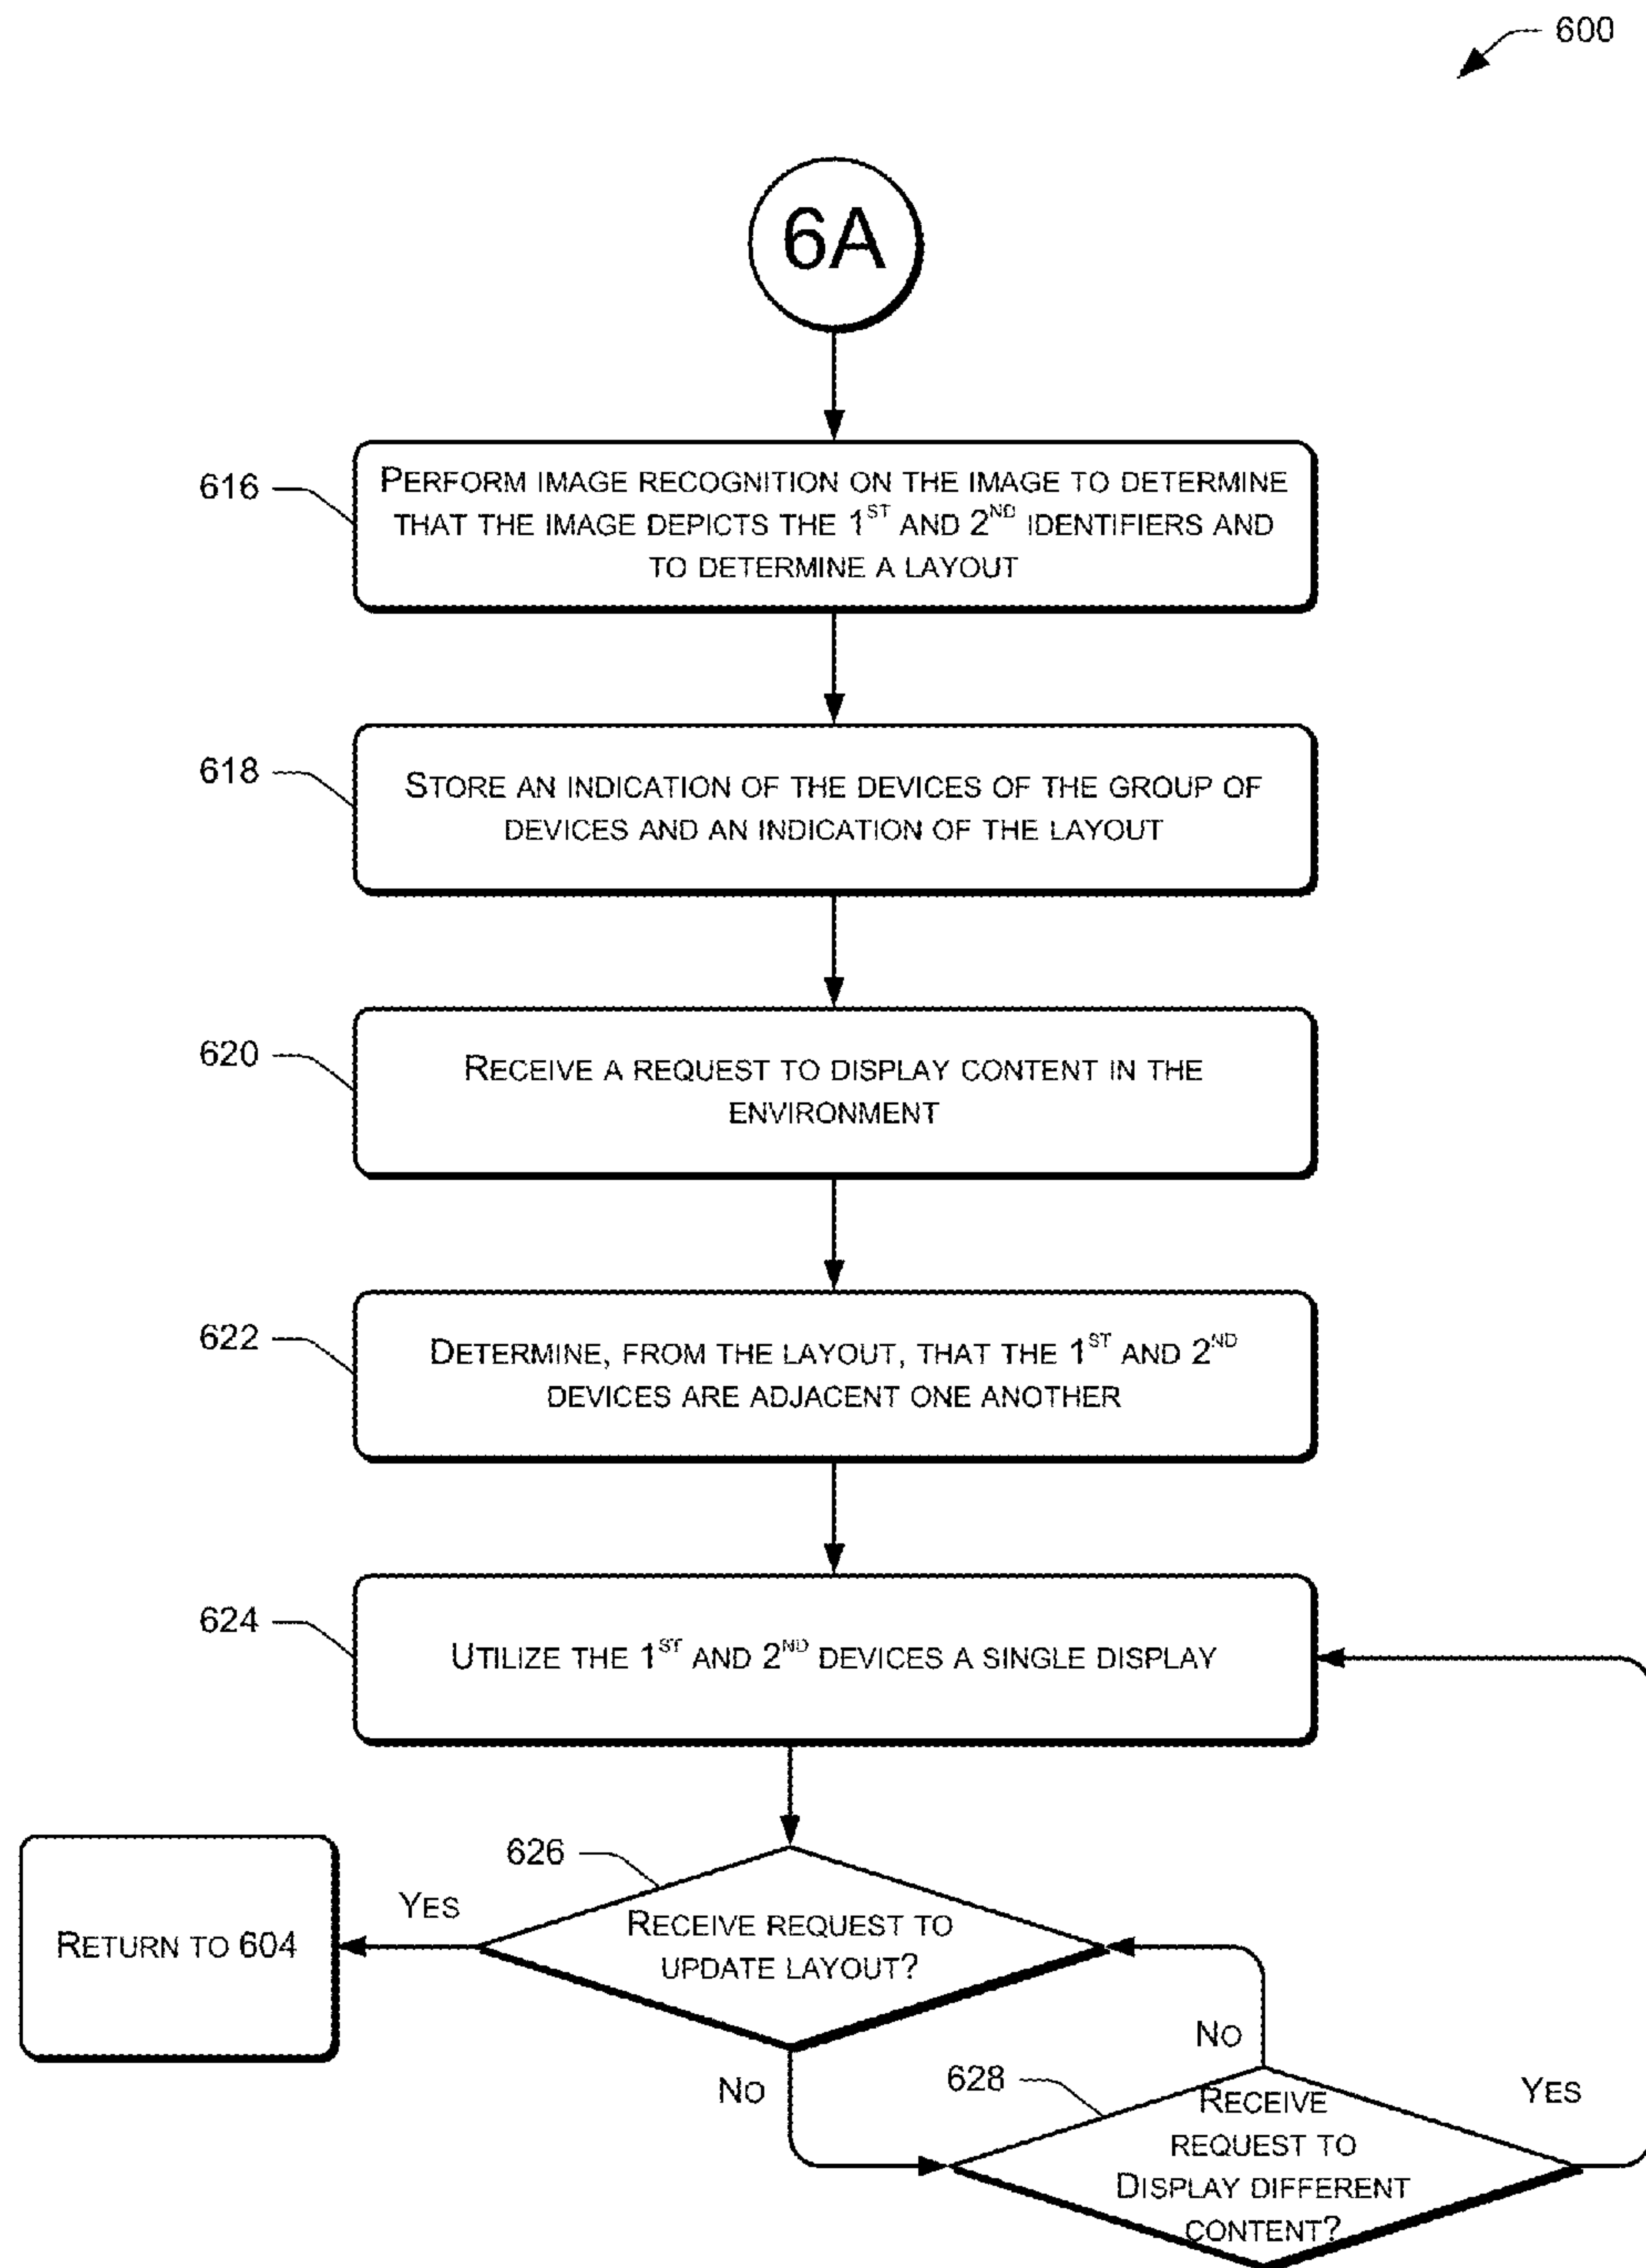 600
6A
616
PERFORM IMAGE RECOGNITION ON THE IMAGE TO DETERMINE
THAT THE IMAGE DEPICTS THE 1ST AND 2ND IDENTIFIERS AND
TO DETERMINE A LAYOUT
618
STORE AN INDICATION OF THE DEVICES OF THE GROUP OF
DEVICES AND AN INDICATION OF THE LAYOUT
620
RECEIVE A REQUEST TO DISPLAY CONTENT IN THE
ENVIRONMENT
622
DETERMINE, FROM THE LAYOUT, THAT THE 1ST AND 2ND
DEVICES ARE ADJACENT ONE ANOTHER
624
UTILIZE THE 1ST AND 2ND DEVICES A SINGLE DISPLAY
626
RECEIVE REQUEST TO
UPDATE LAYOUT?
YES
RETURN TO 604
NO
628
RECEIVE
REQUEST TO
DISPLAY DIFFERENT
CONTENT?
NO
YES